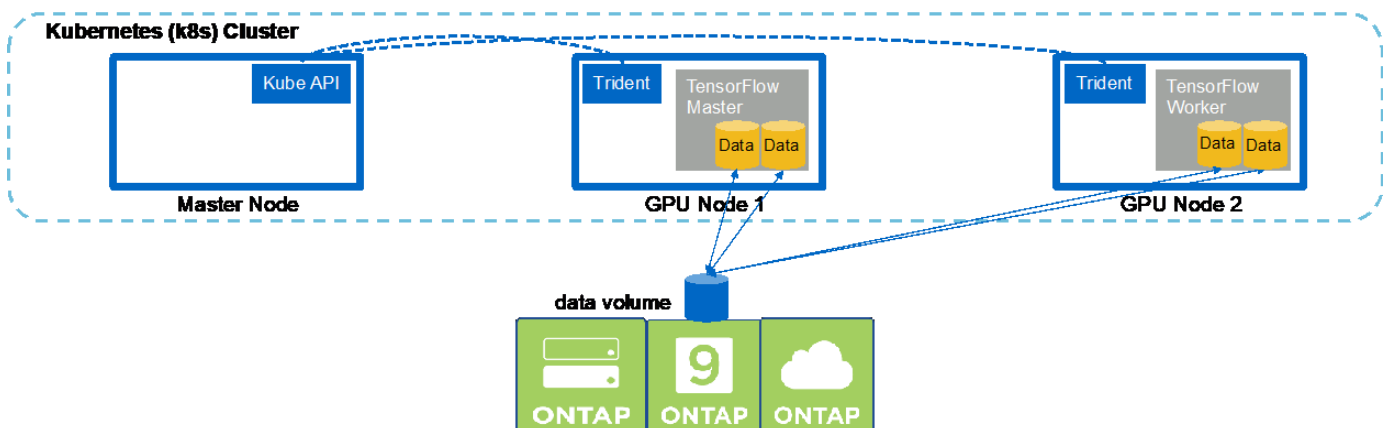 Kubernetes (k8s) Cluster
Kube API
Trident
TensorFlow
Master
Data Data
Trident
TensorFlow
Worker
Data Data
Master Node
GPU Node 1
GPU Node 2
data volume
9
ONTAP
ONTAP
ONTAP